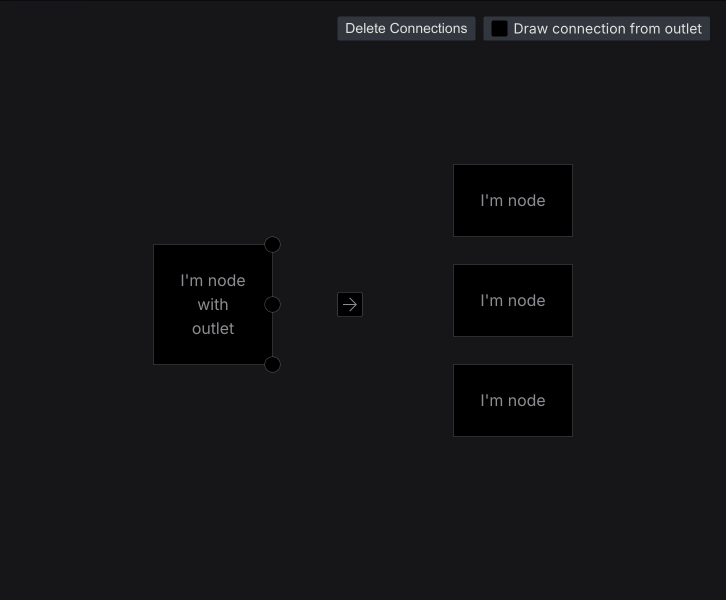 Delete Connections
Draw connection from outlet
I'm node
I'm node
with
outlet
I'm node
I'm node